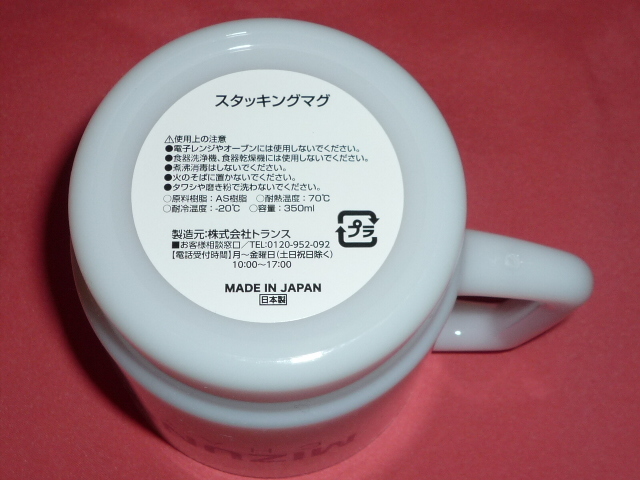 スタッキングマグ
⚠使用上の注意
●電子レンジやオーブンには使用しないでください。
●食器洗浄機、食器乾燥機には使用しないでください。
●煮沸消毒はしないでください。
●火のそばに置かないでください。
●タワシや磨き粉で洗わないでください。
○原料樹脂：AS樹脂 ○耐熱温度：70℃
○耐冷温度：-20℃ ○容量：350ml
製造元:株式会社トランス
■お客様相談窓口／TEL:0120-952-092
【電話受付時間】月〜金曜日(土日祝日除く)
10:00〜17:00
プラ
MADE IN JAPAN
日本製